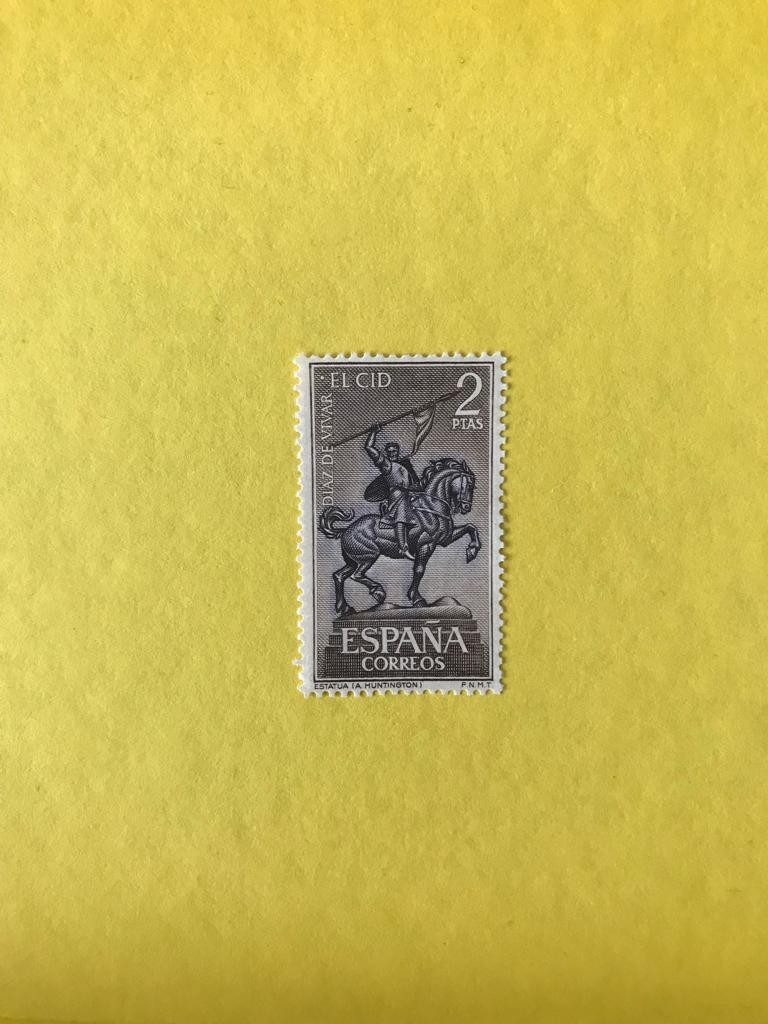 DIAZ DE VIVAR
· EL CID
2
PTAS
ESPAÑA
CORREOS
ESTATUA (A. HUNTINGTON)
F.N.M.T.